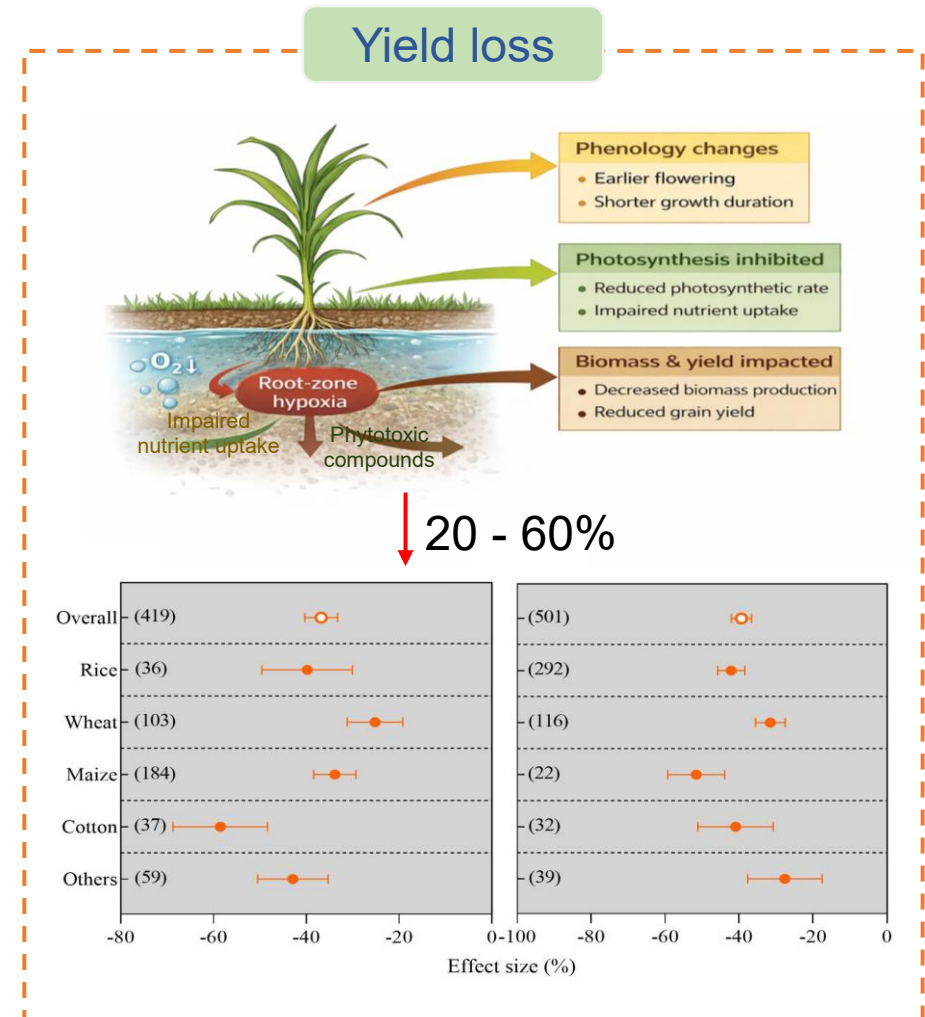 Yield loss
Phenology changes
• Earlier flowering
• Shorter growth duration
Photosynthesis inhibited
• Reduced photosynthetic rate
• Impaired nutrient uptake
Biomass & yield impacted
• Decreased biomass production
• Reduced grain yield
O₂↓
Root-zone
hypoxia
Impaired
nutrient uptake
Phytotoxic
compounds
20 - 60%
Overall (419) (501)
Rice (36) (292)
Wheat (103) (116)
Maize (184) (22)
Cotton (37) (32)
Others (59) (39)
-80 -60 -40 -20 0 -100 -80 -60 -40 -20 0
Effect size (%)